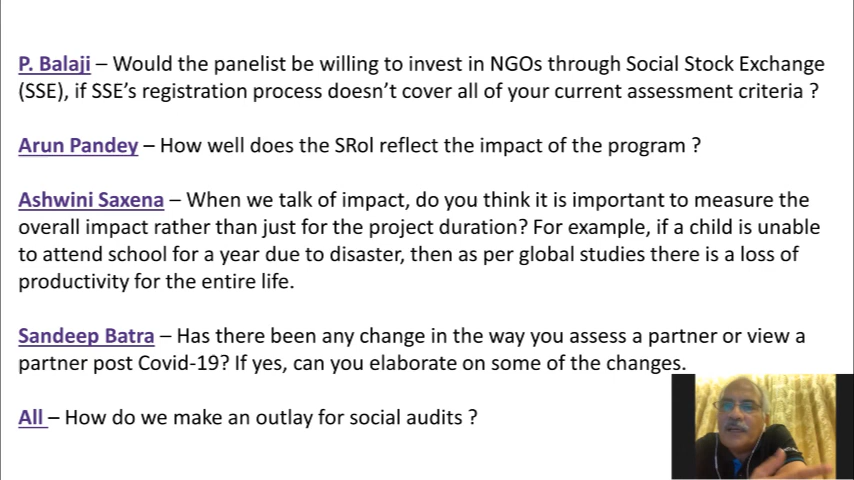 P. Balaji – Would the panelist be willing to invest in NGOs through Social Stock Exchange
(SSE), if SSE’s registration process doesn’t cover all of your current assessment criteria ?
Arun Pandey – How well does the SRoI reflect the impact of the program ?
Ashwini Saxena – When we talk of impact, do you think it is important to measure the
overall impact rather than just for the project duration? For example, if a child is unable
to attend school for a year due to disaster, then as per global studies there is a loss of
productivity for the entire life.
Sandeep Batra – Has there been any change in the way you assess a partner or view a
partner post Covid-19? If yes, can you elaborate on some of the changes.
All – How do we make an outlay for social audits ?